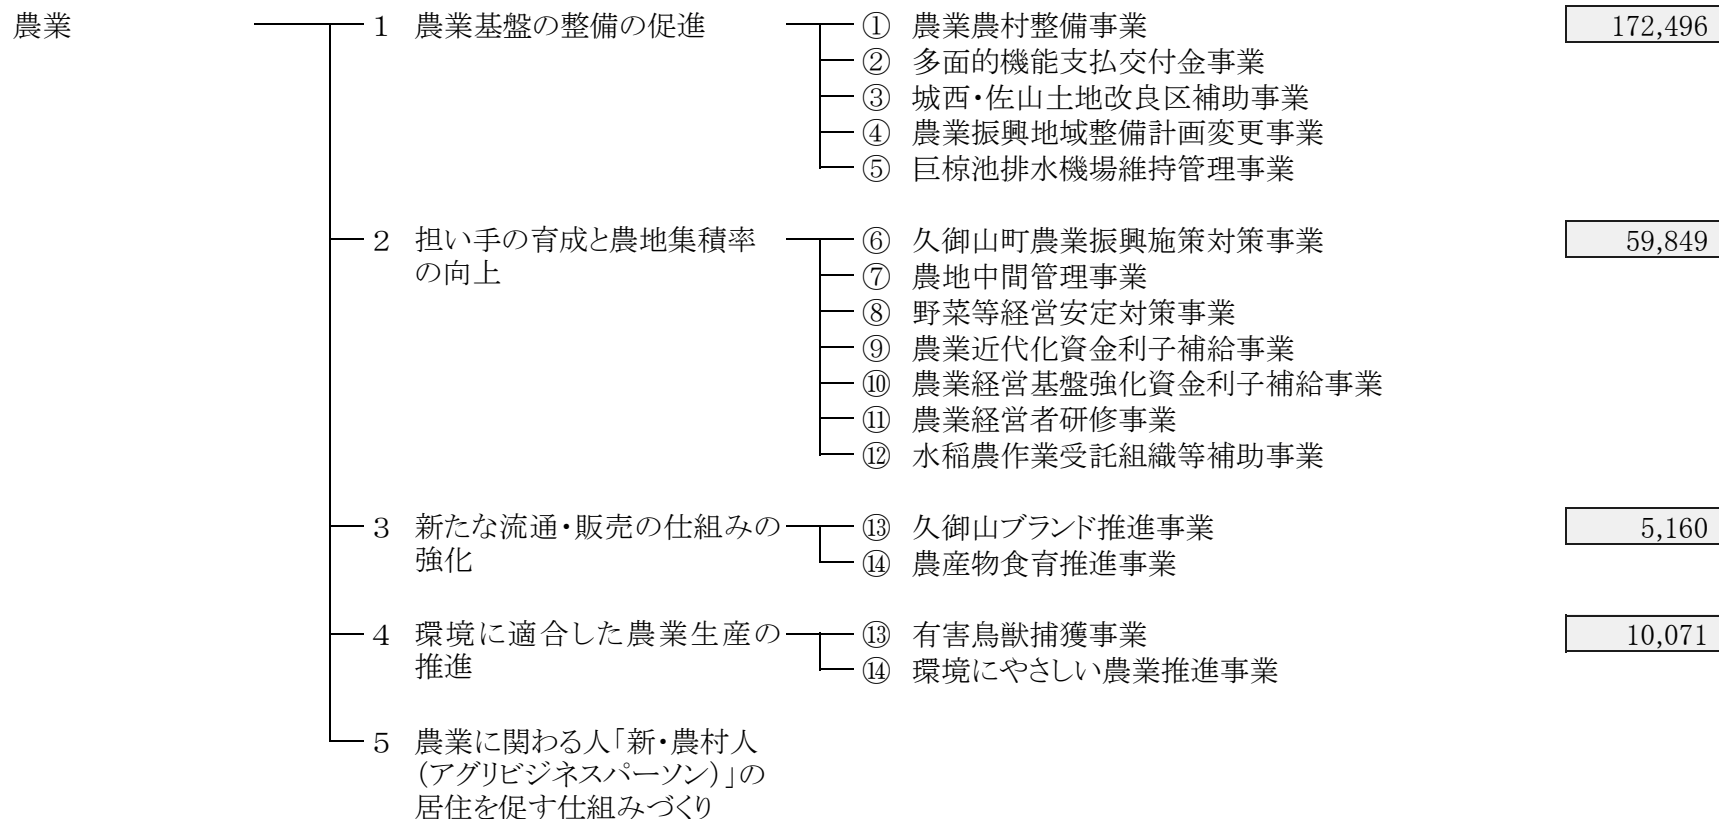 農業 1 農業基盤の整備の促進 ① 農業農村整備事業 172,496
② 多面的機能支払交付金事業
③ 城西・佐山土地改良区補助事業
④ 農業振興地域整備計画変更事業
⑤ 巨椋池排水機場維持管理事業
2 担い手の育成と農地集積率 ⑥ 久御山町農業振興施策対策事業 59,849
の向上 ⑦ 農地中間管理事業
⑧ 野菜等経営安定対策事業
⑨ 農業近代化資金利子補給事業
⑩ 農業経営基盤強化資金利子補給事業
⑪ 農業経営者研修事業
⑫ 水稲農作業受託組織等補助事業
3 新たな流通・販売の仕組みの ⑬ 久御山ブランド推進事業 5,160
強化 ⑭ 農産物食育推進事業
4 環境に適合した農業生産の ⑬ 有害鳥獣捕獲事業 10,071
推進 ⑭ 環境にやさしい農業推進事業
5 農業に関わる人「新・農村人
(アグリビジネスパーソン)」の
居住を促す仕組みづくり